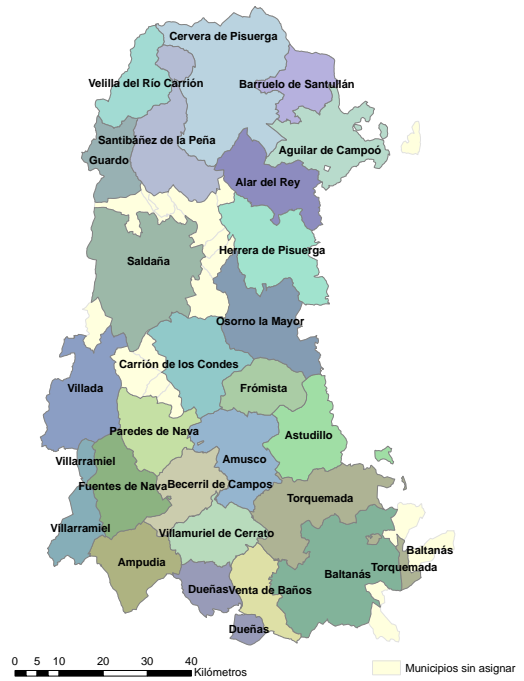 Cervera de Pisuerga
Velilla del Río Carrión
Barruelo de Santullán
Santibáñez de la Peña
Aguilar de Campoó
Guardo
Alar del Rey
Herrera de Pisuerga
Saldaña
Osorno la Mayor
Carrión de los Condes
Villada
Frómista
Paredes de Nava
Astudillo
Villarramiel
Amusco
Fuentes de Nava
Becerril de Campos
Torquemada
Villarramiel
Villamuriel de Cerrato
Baltanás
Ampudia
Baltanás
Torquemada
Dueñas
Venta de Baños
Dueñas
0 5 10 20 30 40
Kilómetros
Municipios sin asignar